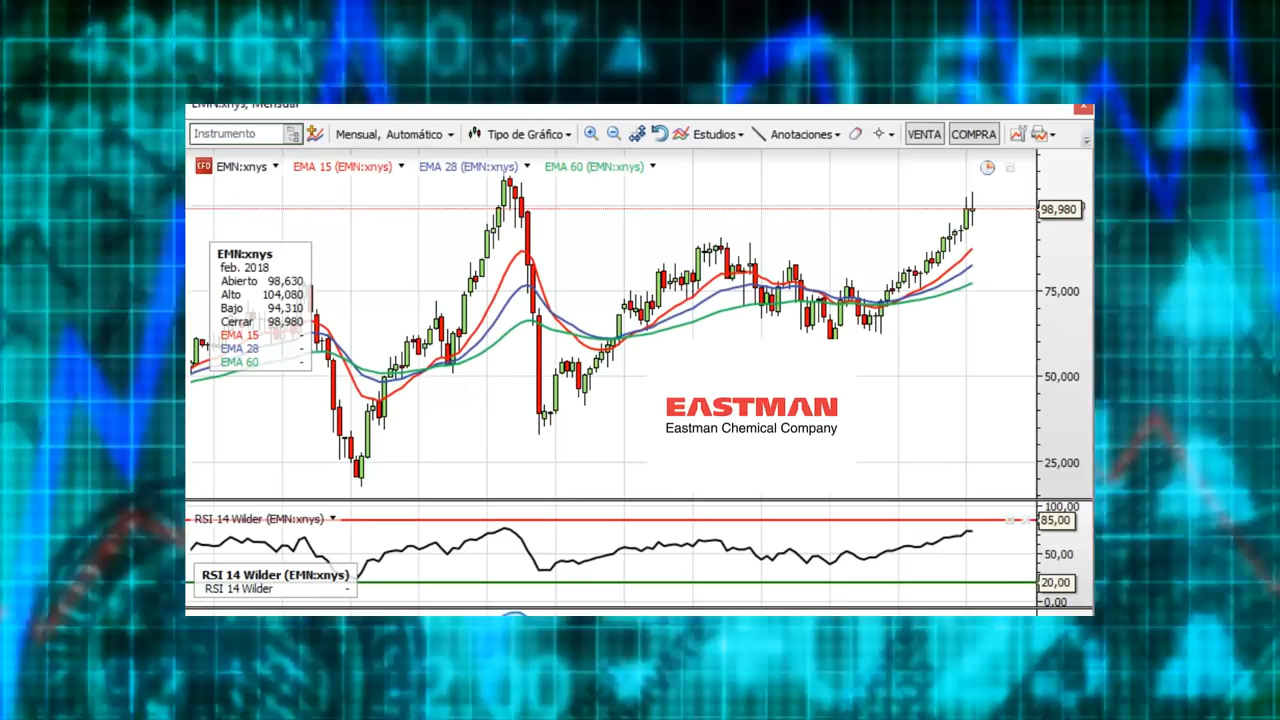 EMN:xnys, Mensual
Instrumento
Mensual, Automático
Tipo de Gráfico
Estudios
Anotaciones
VENTA
COMPRA
CFD
EMN:xnys
EMA 15 (EMN:xnys)
EMA 28 (EMN:xnys)
EMA 60 (EMN:xnys)
98,980
EMN:xnys
feb. 2018
Abierto 98,630
Alto 104,080
Bajo 94,310
Cerrar 98,980
EMA 15 -
EMA 28 -
EMA 60 -
75,000
50,000
25,000
EASTMAN
Eastman Chemical Company
RSI 14 Wilder (EMN:xnys)
100,00
85,00
50,00
20,00
0,00
RSI 14 Wilder (EMN:xnys)
RSI 14 Wilder -